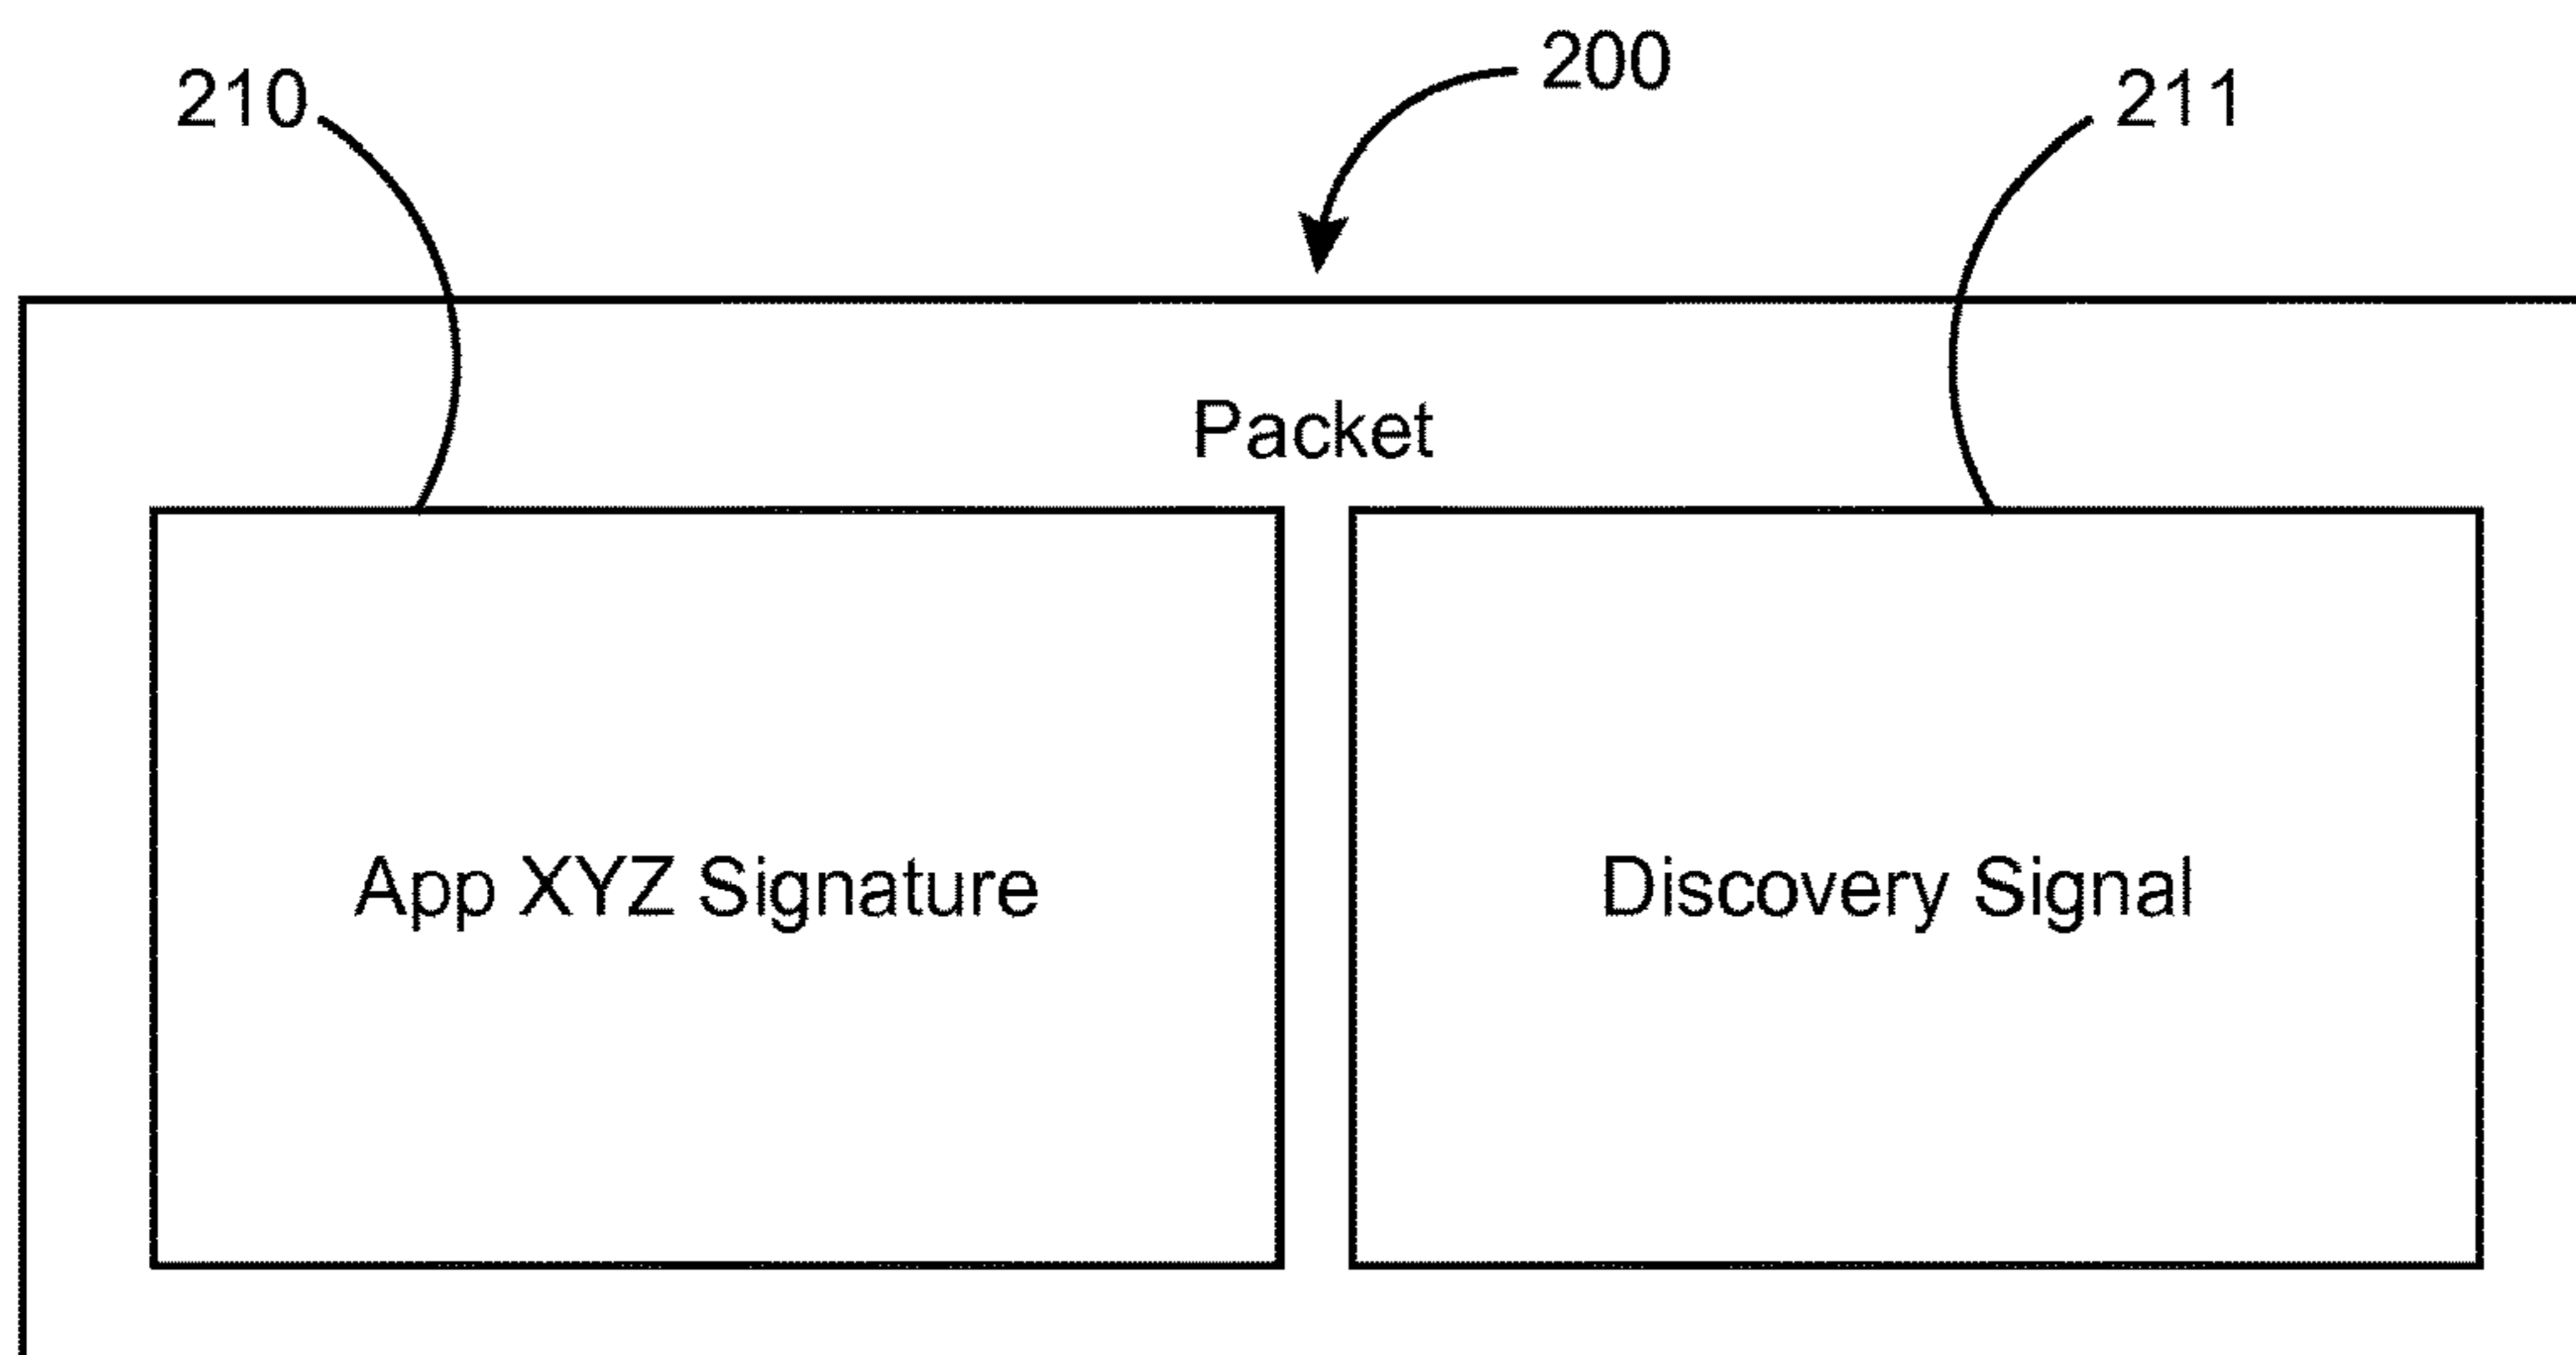 200
210
211
Packet
App XYZ Signature
Discovery Signal